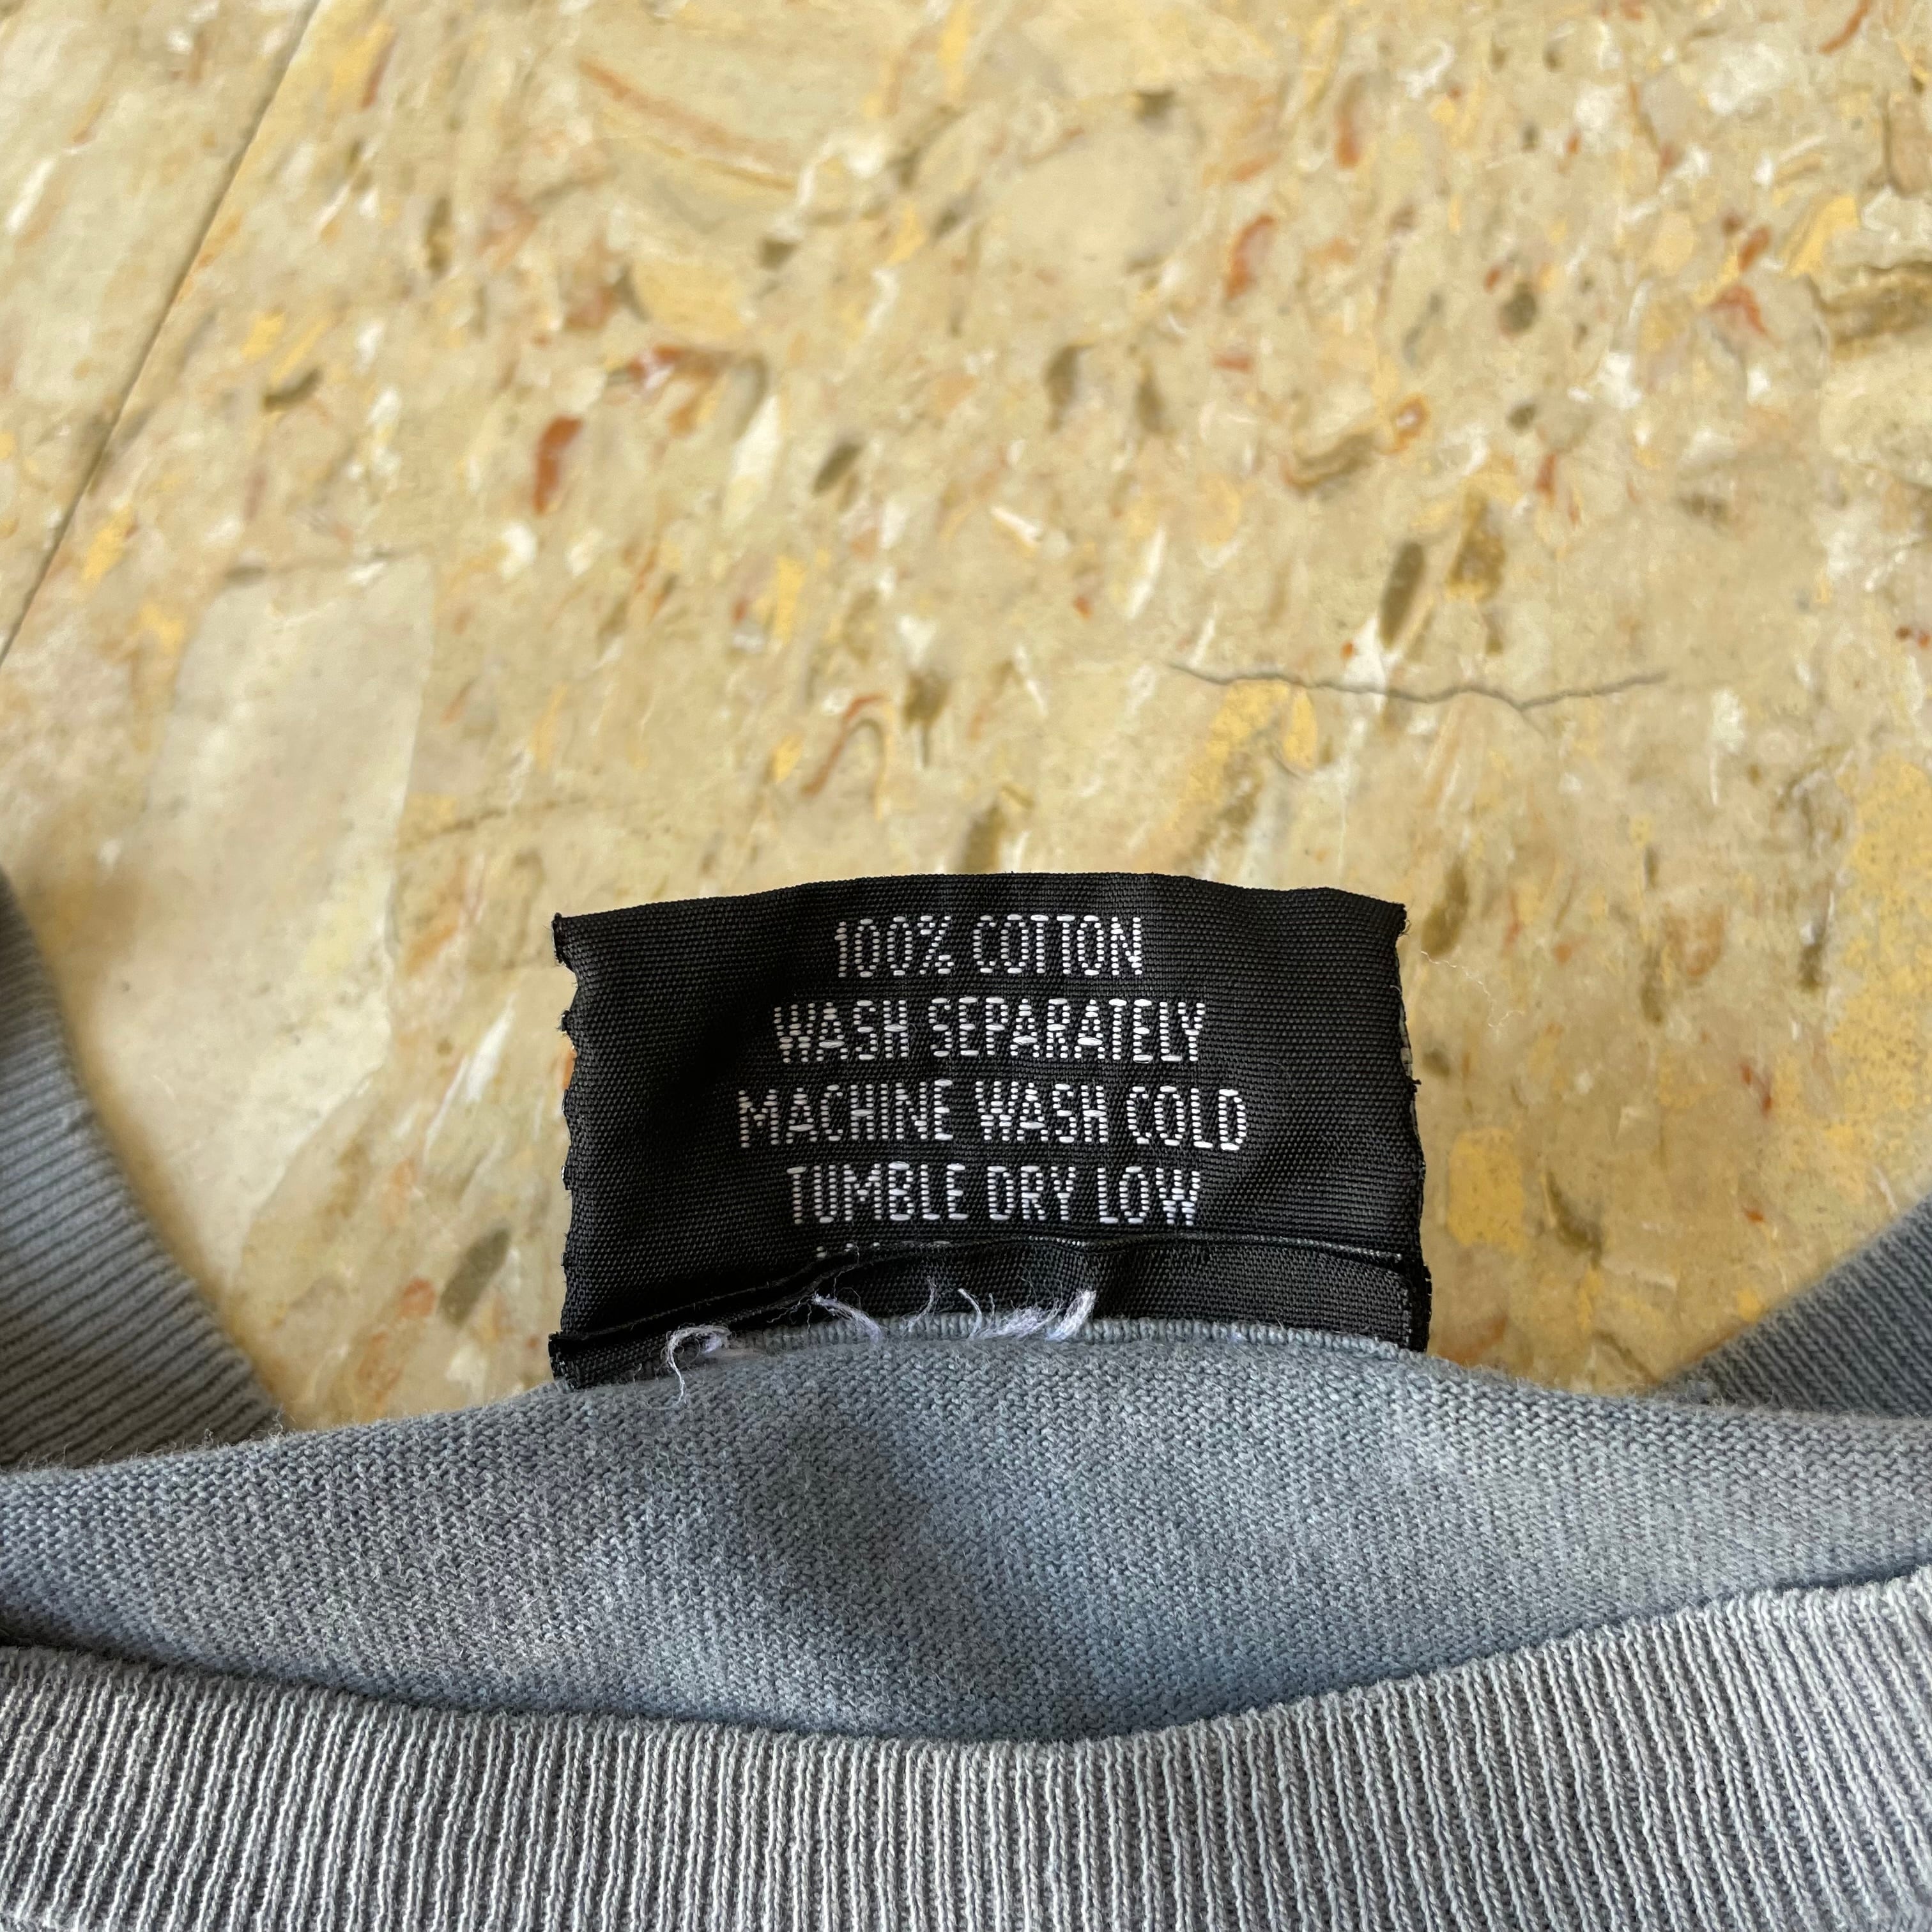 100% COTTON
WASH SEPARATELY
MACHINE WASH COLD
TUMBLE DRY LOW